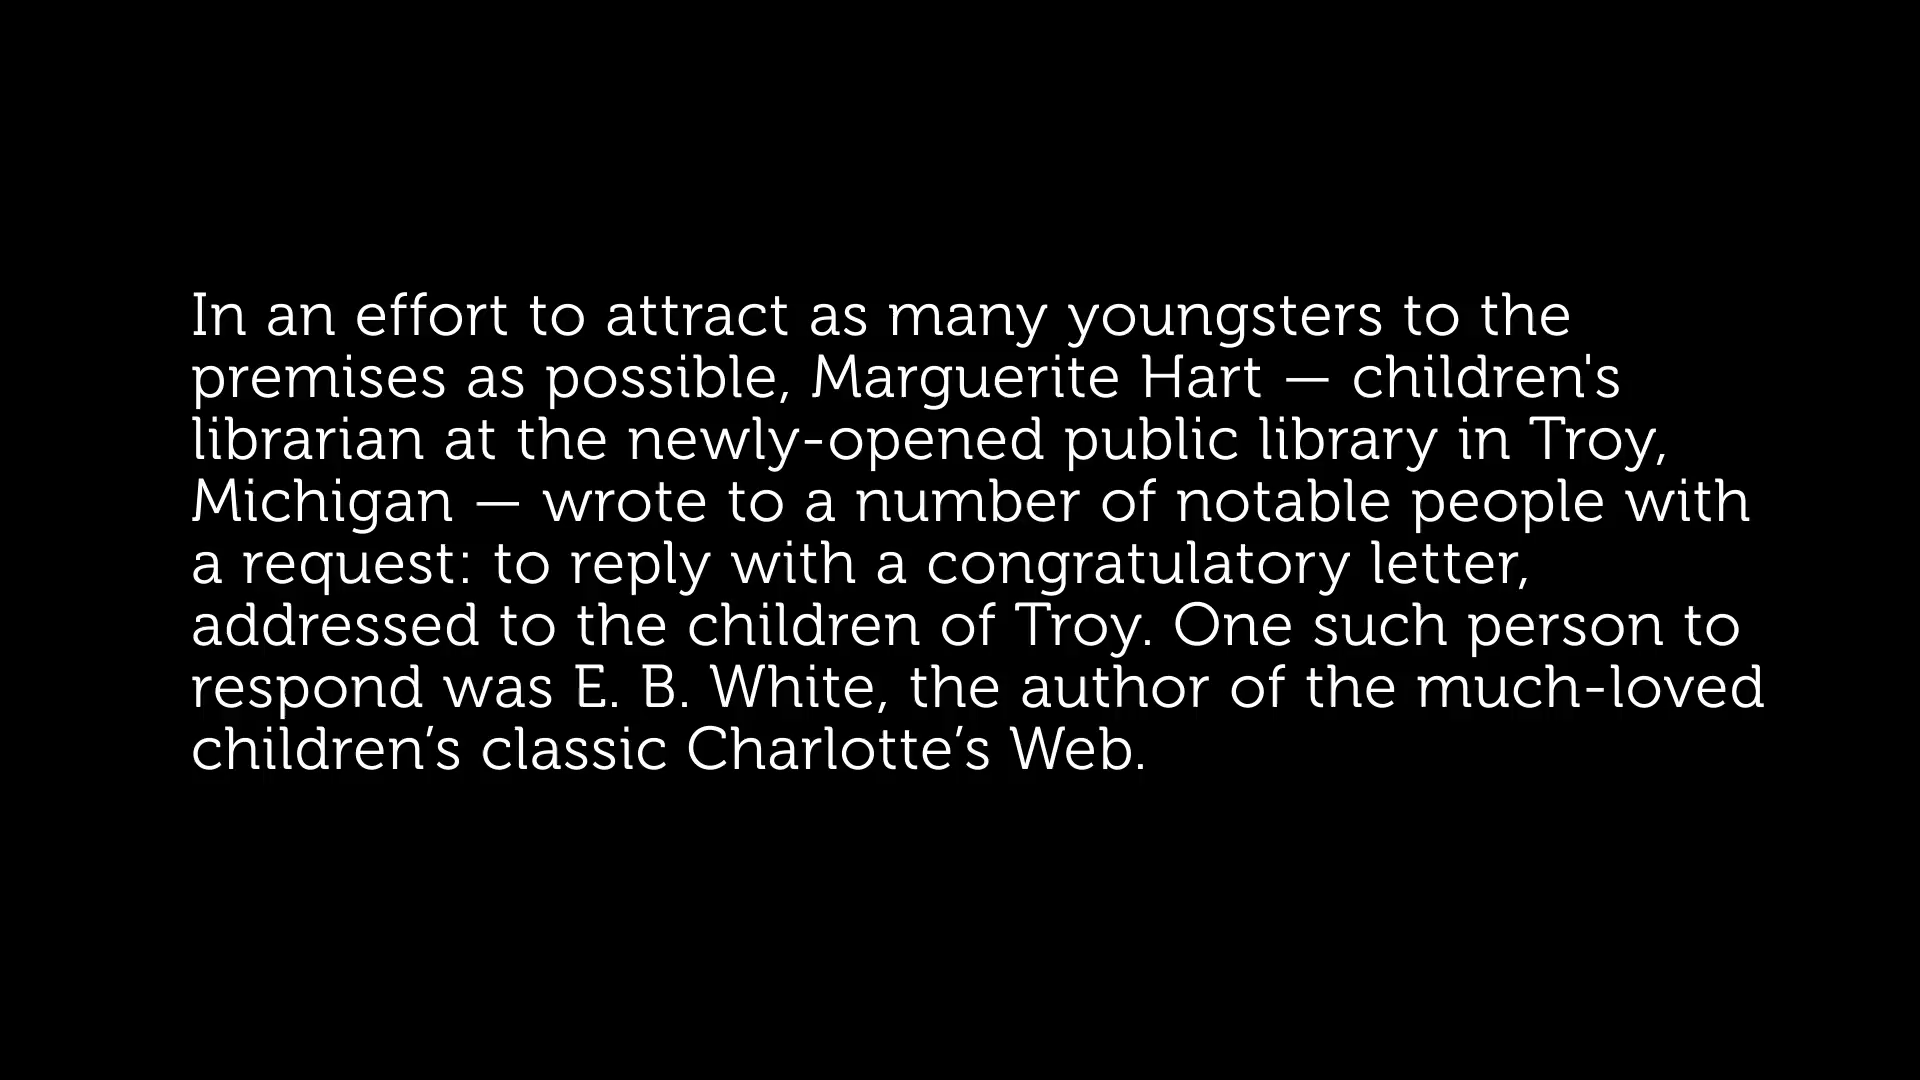 In an effort to attract as many youngsters to the
premises as possible, Marguerite Hart — children's
librarian at the newly-opened public library in Troy,
Michigan — wrote to a number of notable people with
a request: to reply with a congratulatory letter,
addressed to the children of Troy. One such person to
respond was E. B. White, the author of the much-loved
children’s classic Charlotte’s Web.